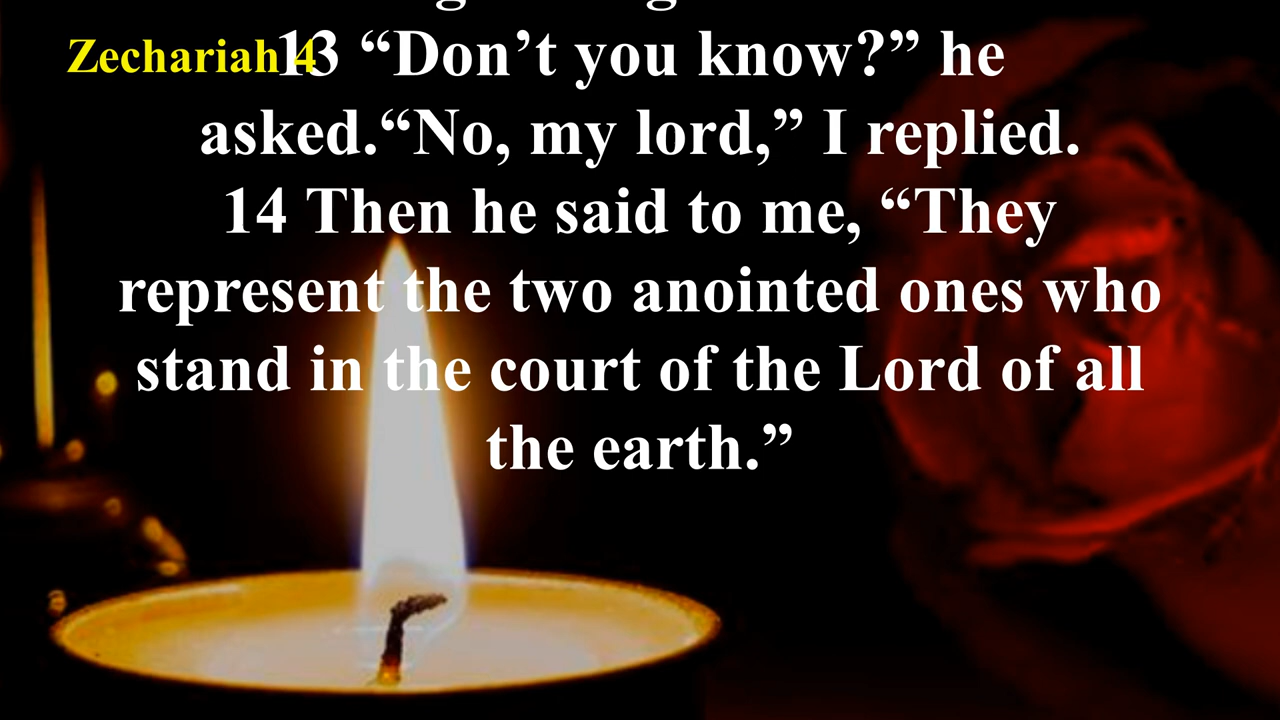 Zechariah 4
13 “Don’t you know?” he
asked.“No, my lord,” I replied.
14 Then he said to me, “They
represent the two anointed ones who
stand in the court of the Lord of all
the earth.”